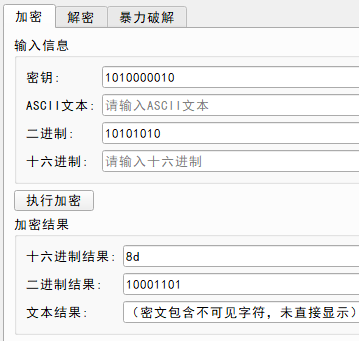 加密 解密 暴力破解
输入信息
密钥: 1010000010
ASCII文本: 请输入ASCII文本
二进制: 10101010
十六进制: 请输入十六进制
执行加密
加密结果
十六进制结果: 8d
二进制结果: 10001101
文本结果: （密文包含不可见字符，未直接显示）